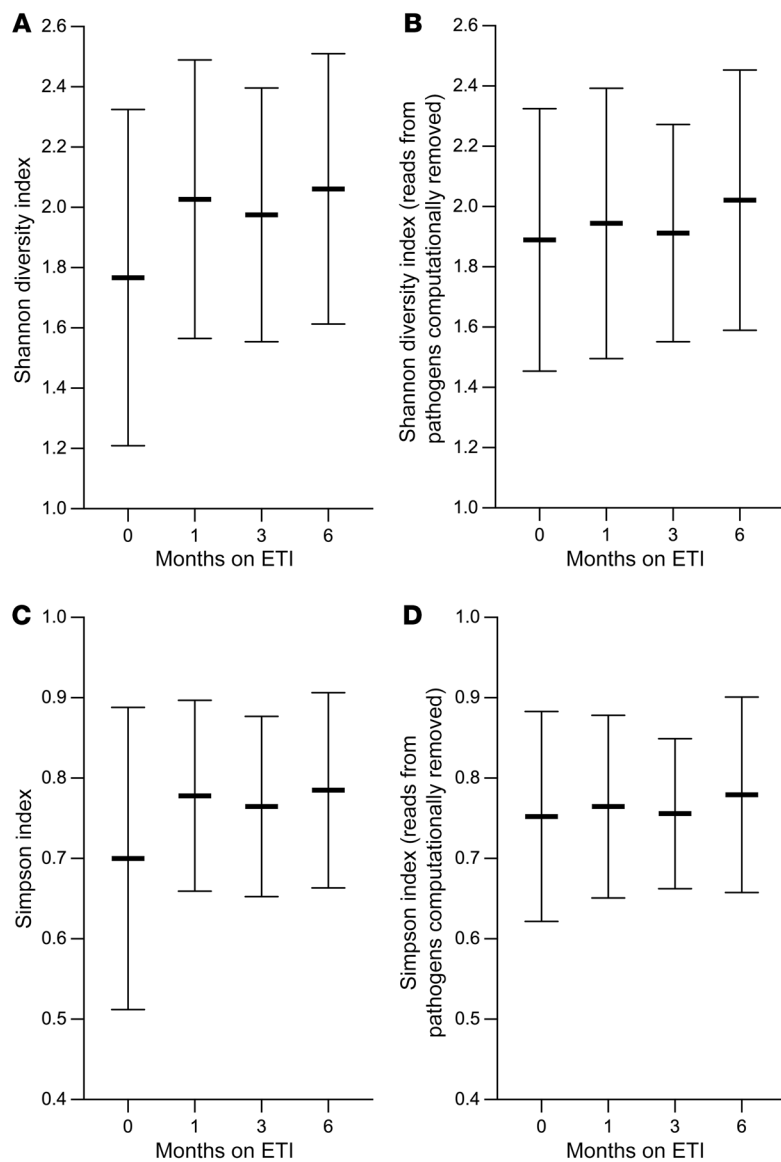 A
Shannon diversity index
2.6
2.4
2.2
2.0
1.8
1.6
1.4
1.2
1.0
0 1 3 6
Months on ETI
B
Shannon diversity index (reads from
pathogens computationally removed)
2.6
2.4
2.2
2.0
1.8
1.6
1.4
1.2
1.0
0 1 3 6
Months on ETI
C
Simpson index
1.0
0.9
0.8
0.7
0.6
0.5
0.4
0 1 3 6
Months on ETI
D
Simpson index (reads from
pathogens computationally removed)
1.0
0.9
0.8
0.7
0.6
0.5
0.4
0 1 3 6
Months on ETI